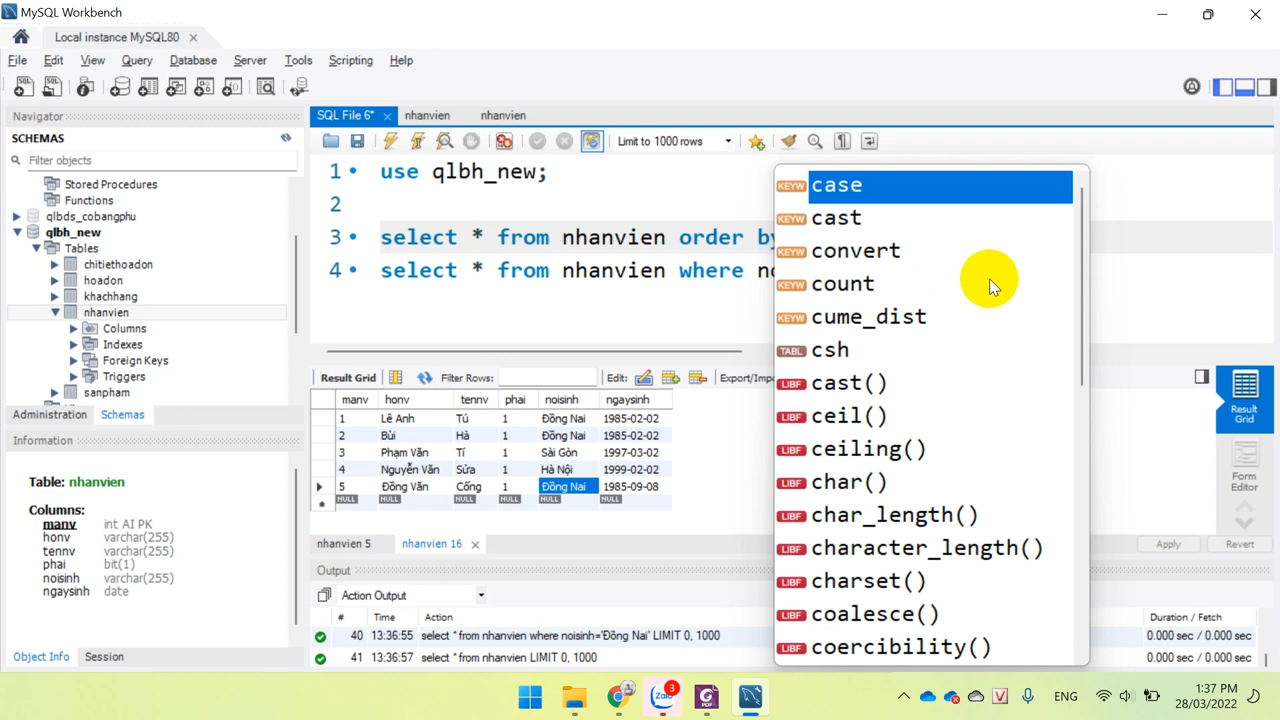 MySQL Workbench
Local instance MySQL80
File Edit View Query Database Server Tools Scripting Help
Navigator
SCHEMAS
Filter objects
Stored Procedures
Functions
qlbds_cobangphu
qlbh_new
Tables
chitiethoadon
hoadon
khachhang
nhanvien
Columns
Indexes
Foreign Keys
Triggers
sanpham
Administration Schemas
Information
Table: nhanvien
Columns:
manv int AI PK
honv varchar(255)
tennv varchar(255)
phai bit(1)
noisinh varchar(255)
ngaysinh date
Object Info Session
SQL File 6* nhanvien nhanvien
Limit to 1000 rows
1 use qlbh_new;
2
3 select * from nhanvien order by
4 select * from nhanvien where no
KEYW case
KEYW cast
KEYW convert
KEYW count
KEYW cume_dist
TABL csh
LIBF cast()
LIBF ceil()
LIBF ceiling()
LIBF char()
LIBF char_length()
LIBF character_length()
LIBF charset()
LIBF coalesce()
LIBF coercibility()
Result Grid Filter Rows: Edit: Export/Impo
manv honv tennv phai noisinh ngaysinh
1 Lê Anh Tú 1 Đồng Nai 1985-02-02
2 Bùi Hà 1 Đồng Nai 1985-02-02
3 Phạm Văn Tí 1 Sài Gòn 1997-03-02
4 Nguyễn Văn Sửa 1 Hà Nội 1999-02-02
5 Đồng Văn Cống 1 Đồng Nai 1985-09-08
NULL NULL NULL NULL NULL NULL
Result Grid
Form Editor
nhanvien 5 nhanvien 16
Apply Revert
Output
Action Output
# Time Action Duration / Fetch
40 13:36:55 select * from nhanvien where noisinh='Đồng Nai' LIMIT 0, 1000 0.000 sec / 0.000 sec
41 13:36:57 select * from nhanvien LIMIT 0, 1000 0.000 sec / 0.000 sec
Zalo 3
PDF
V
ENG
1:37 PM
28/03/2022